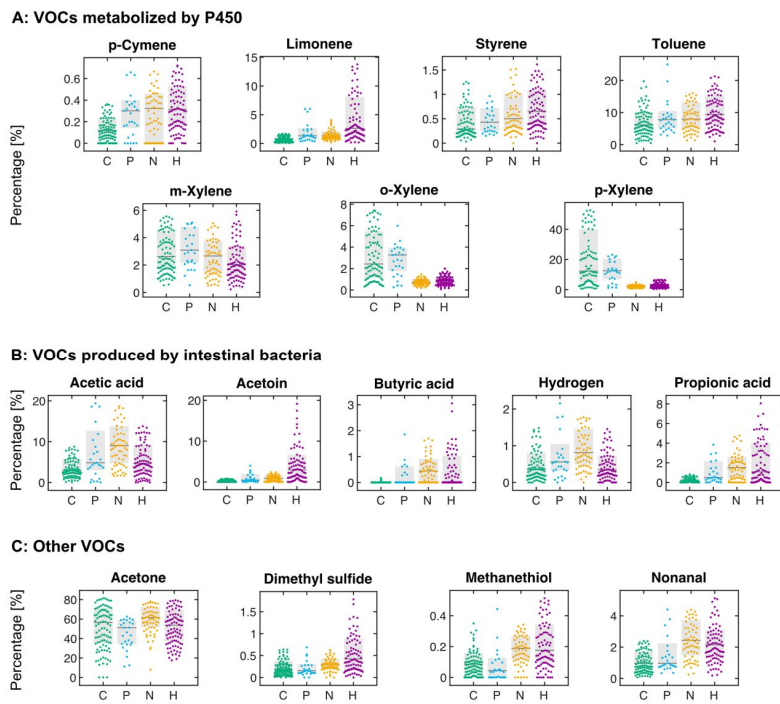 A: VOCs metabolized by P450
p-Cymene Limonene Styrene Toluene
Percentage [%]
0.6 0.4 0.2 0
15 10 5 0
1.5 1 0.5 0
20 10 0
C P N H C P N H C P N H C P N H
m-Xylene o-Xylene p-Xylene
6 4 2 0
8 6 4 2 0
40 20 0
C P N H C P N H C P N H
B: VOCs produced by intestinal bacteria
Acetic acid Acetoin Butyric acid Hydrogen Propionic acid
Percentage [%]
20 10 0
20 10 0
3 2 1 0
2 1 0
8 6 4 2 0
C P N H C P N H C P N H C P N H C P N H
C: Other VOCs
Acetone Dimethyl sulfide Methanethiol Nonanal
Percentage [%]
80 60 40 20 0
1.5 1 0.5 0
0.4 0.2 0
4 2 0
C P N H C P N H C P N H C P N H